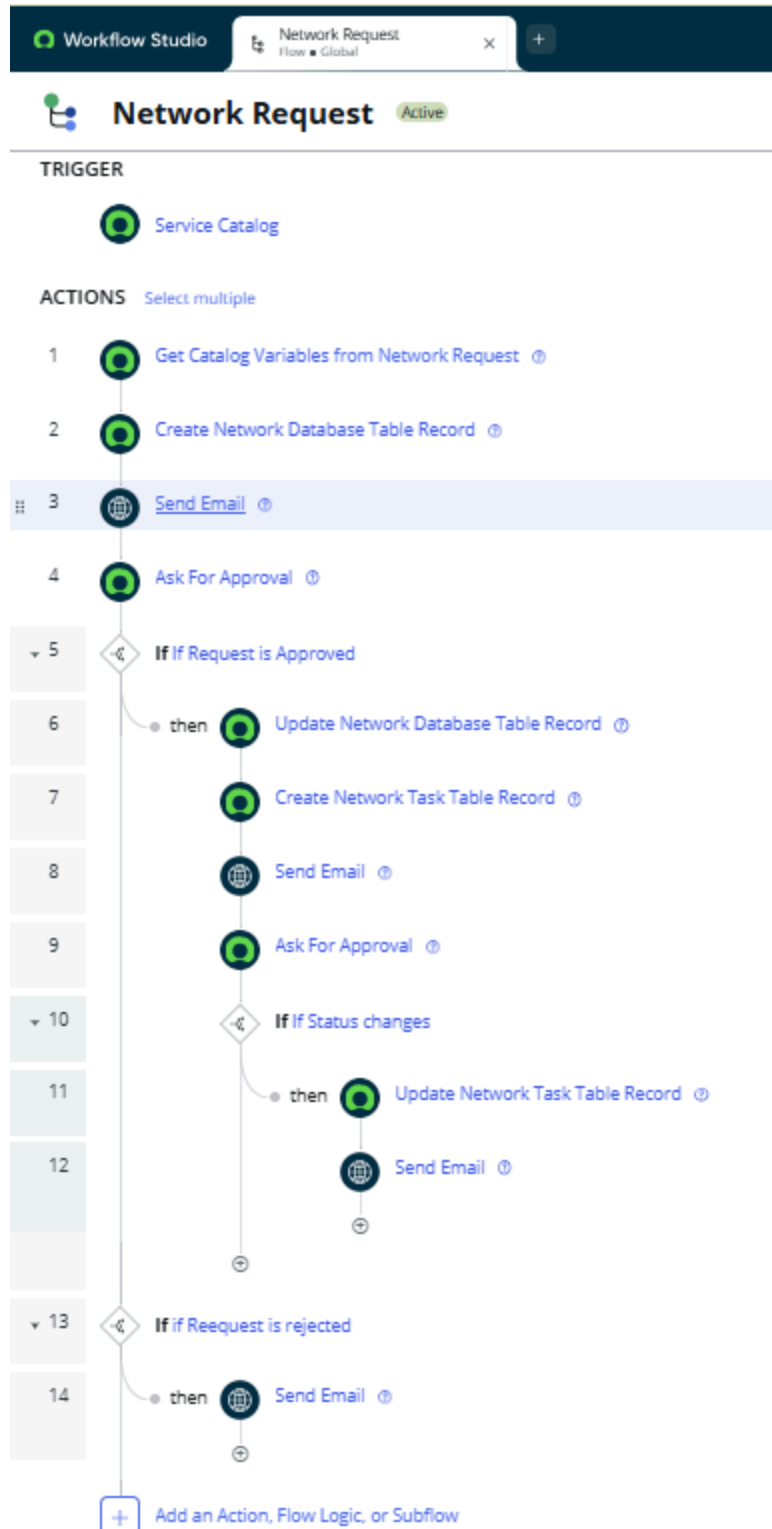 Workflow Studio
Network Request
Flow ■ Global
Network Request Active
TRIGGER
Service Catalog
ACTIONS Select multiple
1 Get Catalog Variables from Network Request
2 Create Network Database Table Record
3 Send Email
4 Ask For Approval
5 If If Request is Approved
6 then Update Network Database Table Record
7 Create Network Task Table Record
8 Send Email
9 Ask For Approval
10 If If Status changes
11 then Update Network Task Table Record
12 Send Email
13 If if Reequest is rejected
14 then Send Email
Add an Action, Flow Logic, or Subflow